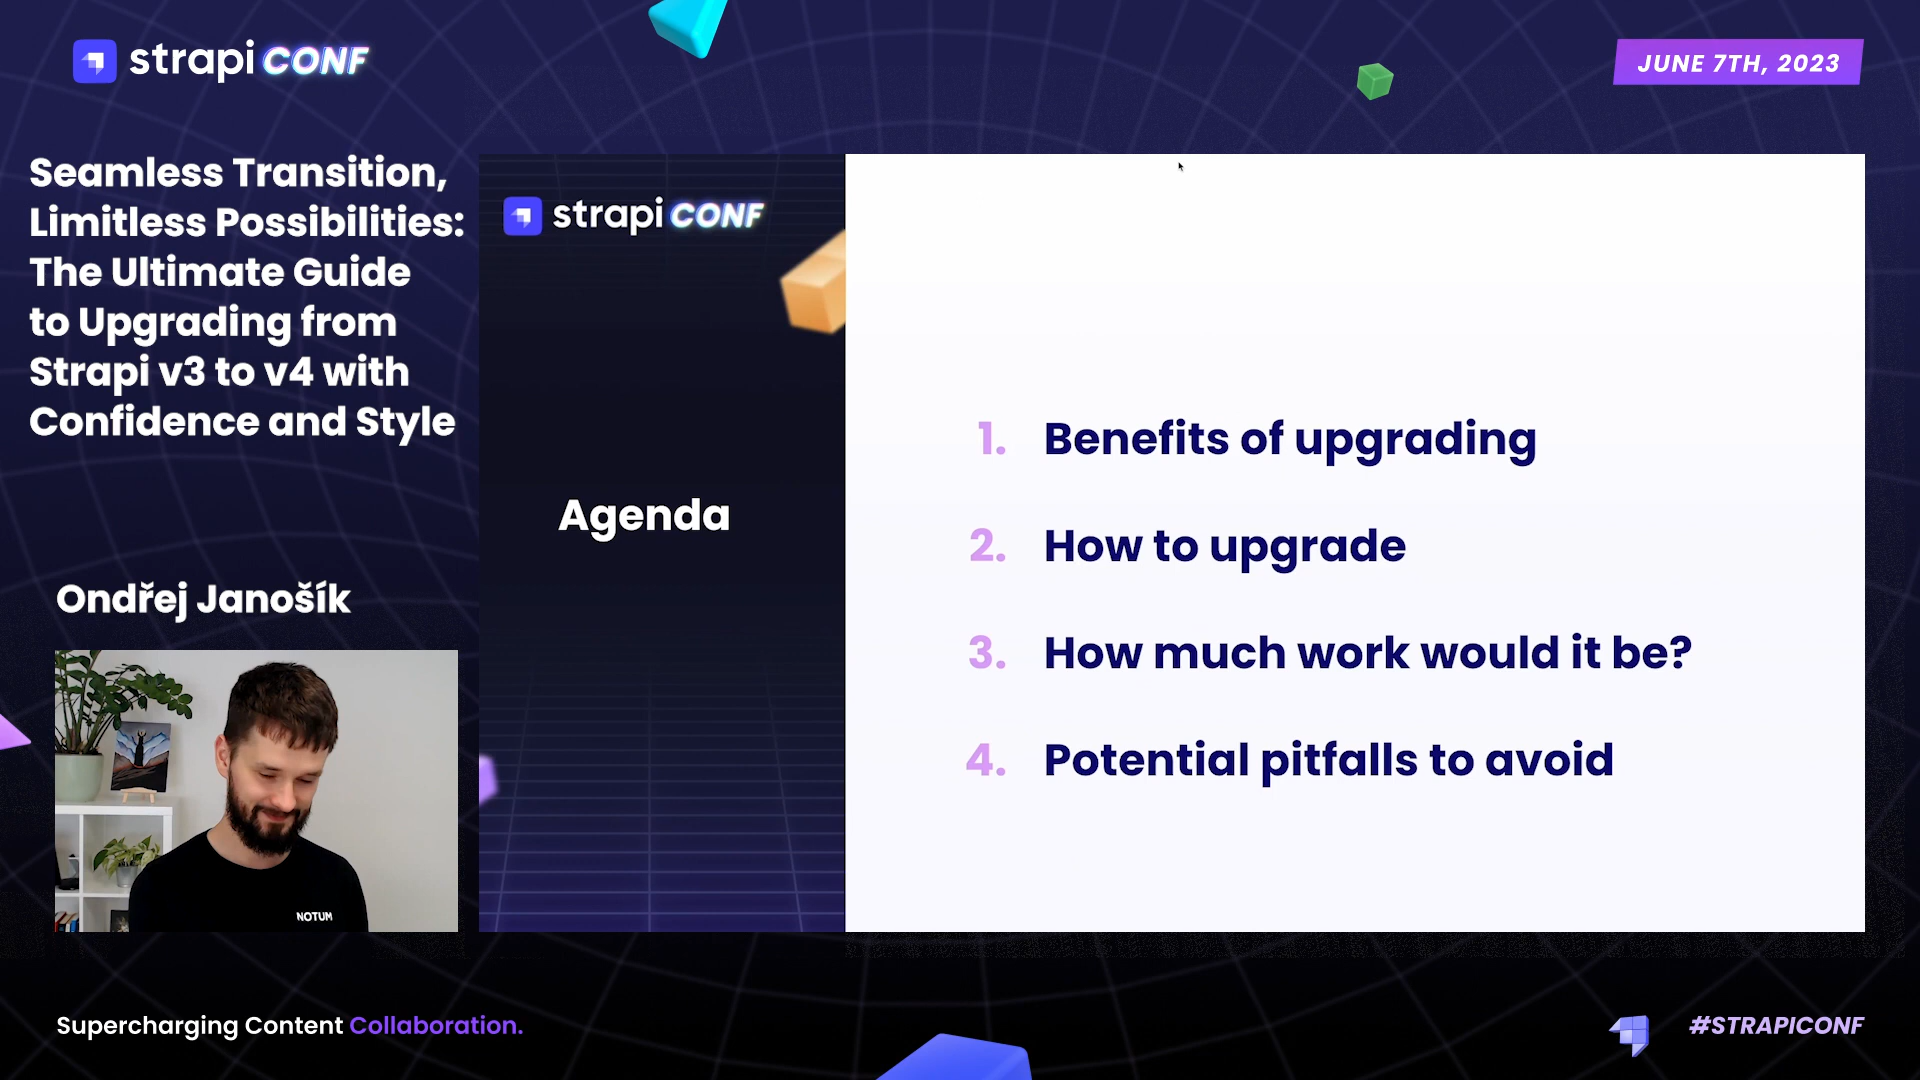 strapi CONF
JUNE 7TH, 2023
Seamless Transition,
Limitless Possibilities:
The Ultimate Guide
to Upgrading from
Strapi v3 to v4 with
Confidence and Style
Ondřej Janošík
NOTUM
strapi CONF
Agenda
1. Benefits of upgrading
2. How to upgrade
3. How much work would it be?
4. Potential pitfalls to avoid
Supercharging Content Collaboration.
#STRAPICONF